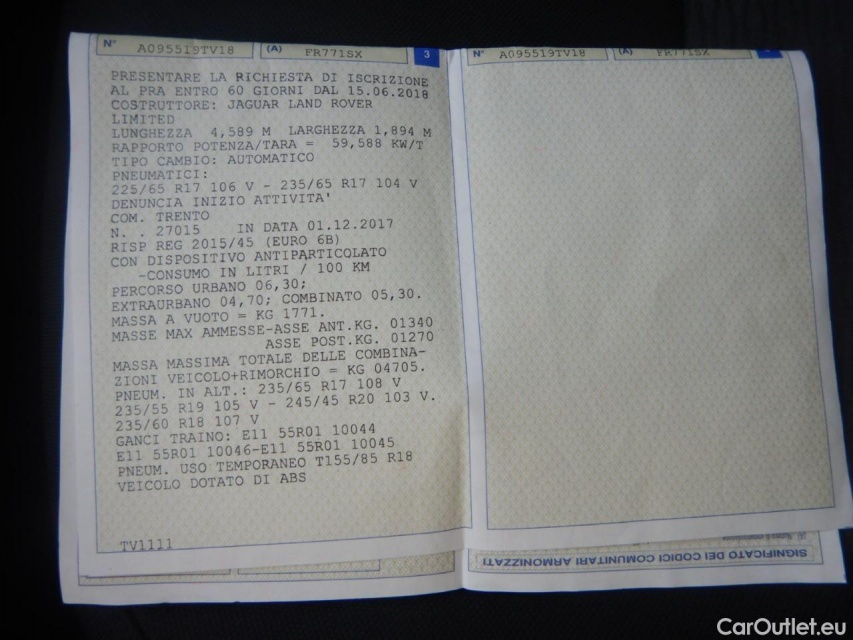 N° A095519TV18 (A) FR771SX 3
PRESENTARE LA RICHIESTA DI ISCRIZIONE
AL PRA ENTRO 60 GIORNI DAL 15.06.2018
COSTRUTTORE: JAGUAR LAND ROVER
LIMITED
LUNGHEZZA 4,589 M LARGHEZZA 1,894 M
RAPPORTO POTENZA/TARA = 59,588 KW/T
TIPO CAMBIO: AUTOMATICO
PNEUMATICI:
225/65 R17 106 V - 235/65 R17 104 V
DENUNCIA INIZIO ATTIVITA'
COM. TRENTO
N. . 27015 IN DATA 01.12.2017
RISP REG 2015/45 (EURO 6B)
CON DISPOSITIVO ANTIPARTICOLATO
-CONSUMO IN LITRI / 100 KM
PERCORSO URBANO 06,30;
EXTRAURBANO 04,70; COMBINATO 05,30.
MASSA A VUOTO = KG 1771.
MASSE MAX AMMESSE-ASSE ANT.KG. 01340
ASSE POST.KG. 01270
MASSA MASSIMA TOTALE DELLE COMBINA-
ZIONI VEICOLO+RIMORCHIO = KG 04705.
PNEUM. IN ALT.: 235/65 R17 108 V
235/55 R19 105 V - 245/45 R20 103 V.
235/60 R18 107 V
GANCI TRAINO: E11 55R01 10044
E11 55R01 10046-E11 55R01 10045
PNEUM. USO TEMPORANEO T155/85 R18
VEICOLO DOTATO DI ABS
TV1111
N° A095519TV18 (A) FR771SX
SIGNIFICATO DEI CODICI COMUNITARI ARMONIZZATI
CarOutlet.eu